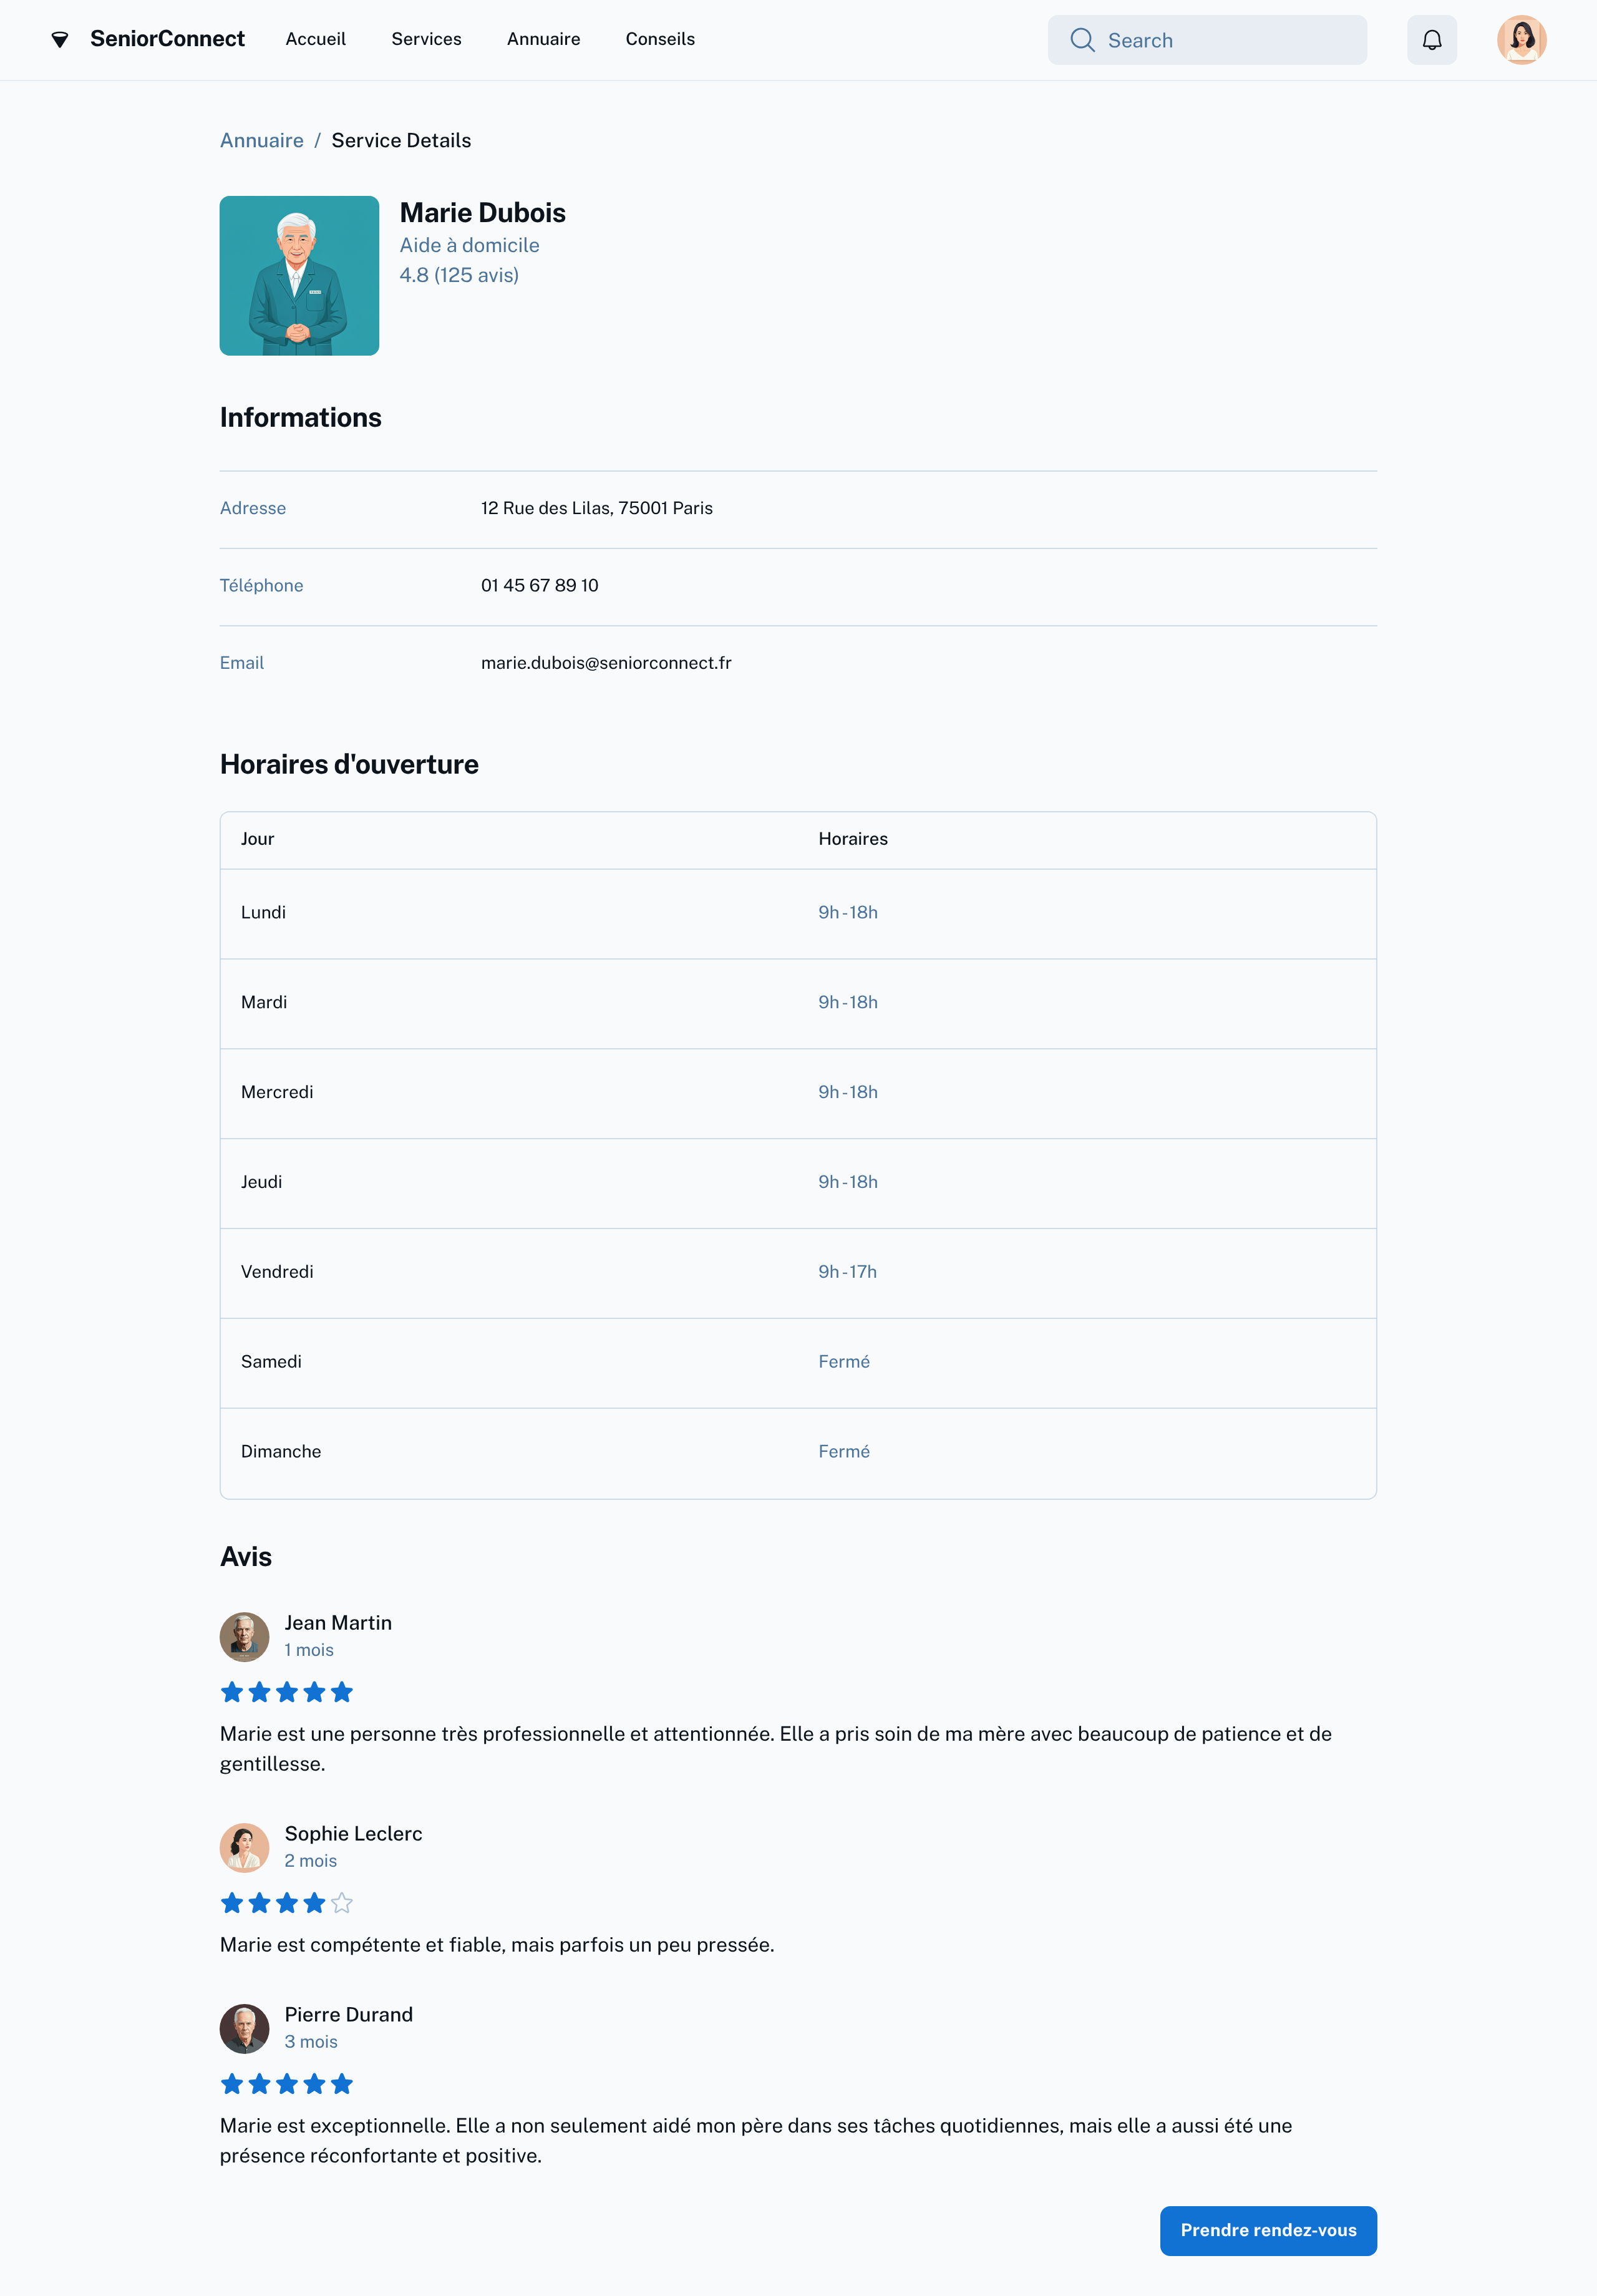 SeniorConnect Accueil Services Annuaire Conseils Search
Annuaire / Service Details
Marie Dubois
Aide à domicile
4.8 (125 avis)
Informations
Adresse 12 Rue des Lilas, 75001 Paris
Téléphone 01 45 67 89 10
Email marie.dubois@seniorconnect.fr
Horaires d'ouverture
Jour Horaires
Lundi 9h - 18h
Mardi 9h - 18h
Mercredi 9h - 18h
Jeudi 9h - 18h
Vendredi 9h - 17h
Samedi Fermé
Dimanche Fermé
Avis
Jean Martin
1 mois
Marie est une personne très professionnelle et attentionnée. Elle a pris soin de ma mère avec beaucoup de patience et de
gentillesse.
Sophie Leclerc
2 mois
Marie est compétente et fiable, mais parfois un peu pressée.
Pierre Durand
3 mois
Marie est exceptionnelle. Elle a non seulement aidé mon père dans ses tâches quotidiennes, mais elle a aussi été une
présence réconfortante et positive.
Prendre rendez-vous